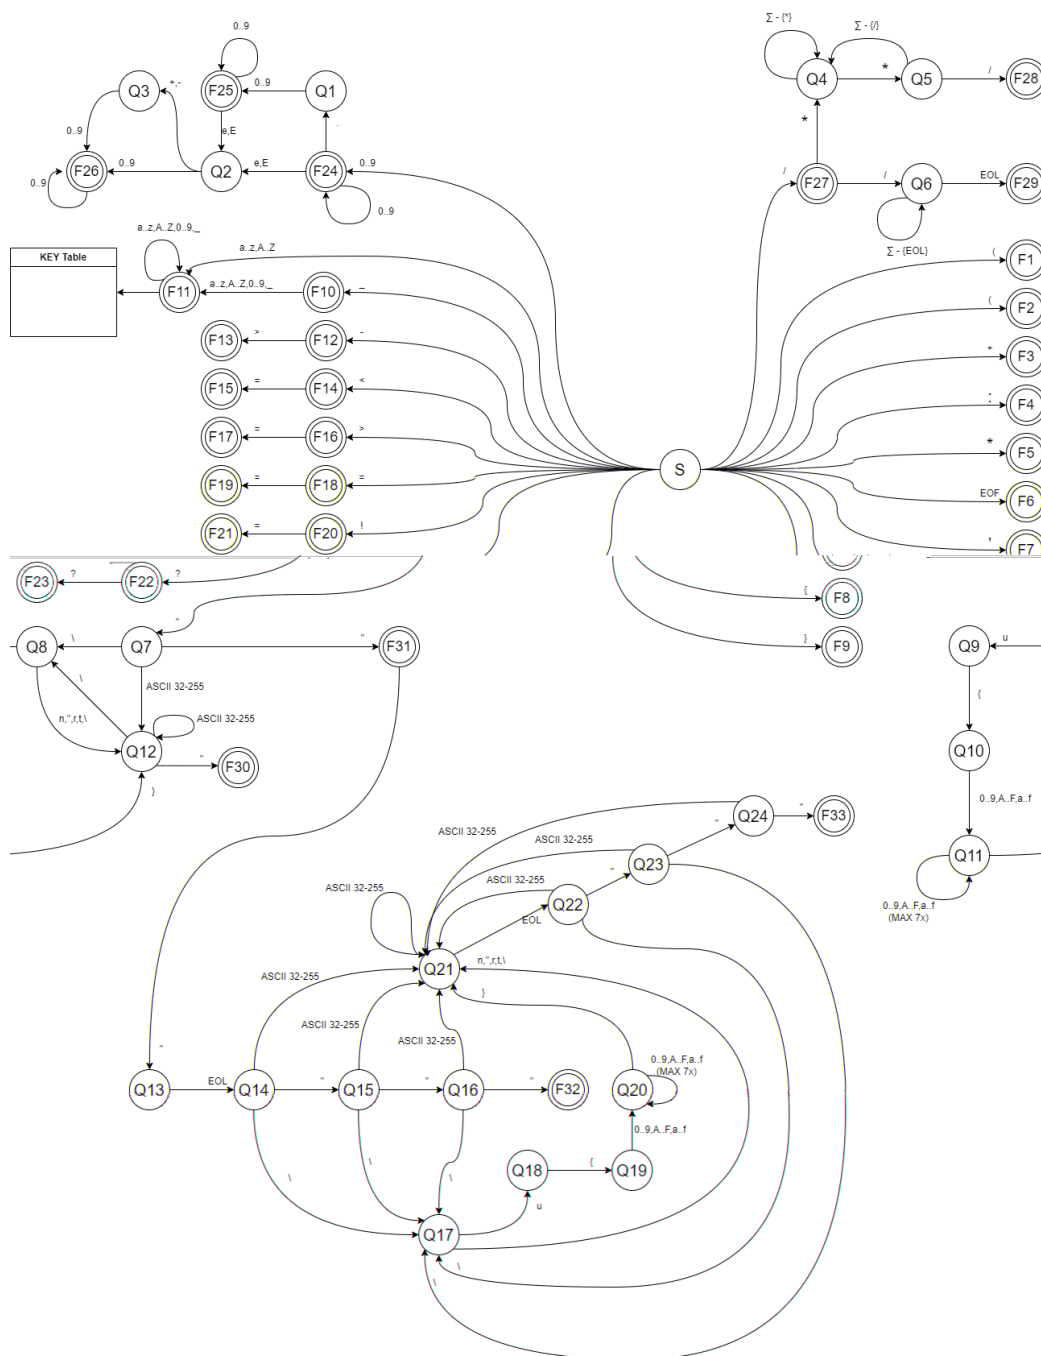 Σ - {*}
Σ - {/}
0..9
Q4
*
Q5
/
F28
Q3
+,-
F25
0..9
Q1
0..9
e,E
.
*
F26
0..9
Q2
e,E
F24
0..9
/
F27
/
Q6
EOL
F29
0..9
0..9
Σ - {EOL}
a..z,A..Z,0..9,_
a..z,A..Z
KEY Table
F11
a..z,A..Z,0..9,_
F10
_
(
F1
(
F2
F13
>
F12
-
+
F3
F15
=
F14
<
:
F4
F17
=
F16
>
*
F5
S
F19
=
F18
=
EOF
F6
F21
=
F20
!
,
F7
F23
?
F22
?
{
F8
"
Q8
\
Q7
"
F31
}
F9
Q9
u
ASCII 32-255
\
{
n,",r,t,\
ASCII 32-255
Q12
"
F30
Q10
}
0..9,A..F,a..f
Q24
"
F33
ASCII 32-255
ASCII 32-255
"
Q11
Q23
ASCII 32-255
ASCII 32-255
"
0..9,A..F,a..f
(MAX 7x)
Q22
EOL
Q21
n,",r,t,\
ASCII 32-255
}
ASCII 32-255
ASCII 32-255
"
0..9,A..F,a..f
(MAX 7x)
Q13
EOL
Q14
"
Q15
"
Q16
"
F32
Q20
0..9,A..F,a..f
\
\
\
Q18
{
Q19
u
Q17
\
\